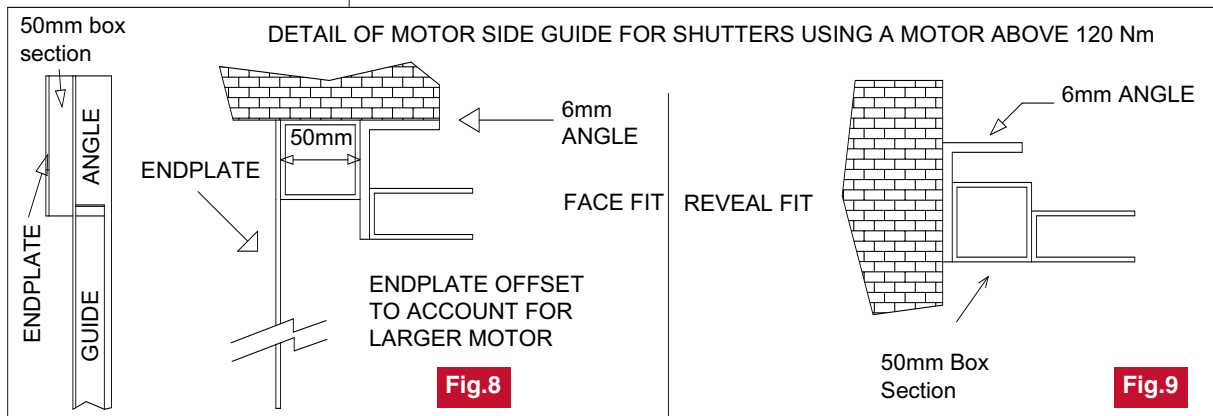 DETAIL OF MOTOR SIDE GUIDE FOR SHUTTERS USING A MOTOR ABOVE 120 Nm
50mm box
section
ANGLE
ENDPLATE
GUIDE
50mm
6mm
ANGLE
ENDPLATE
FACE FIT
ENDPLATE OFFSET
TO ACCOUNT FOR
LARGER MOTOR
Fig.8
REVEAL FIT
6mm ANGLE
50mm Box
Section
Fig.9